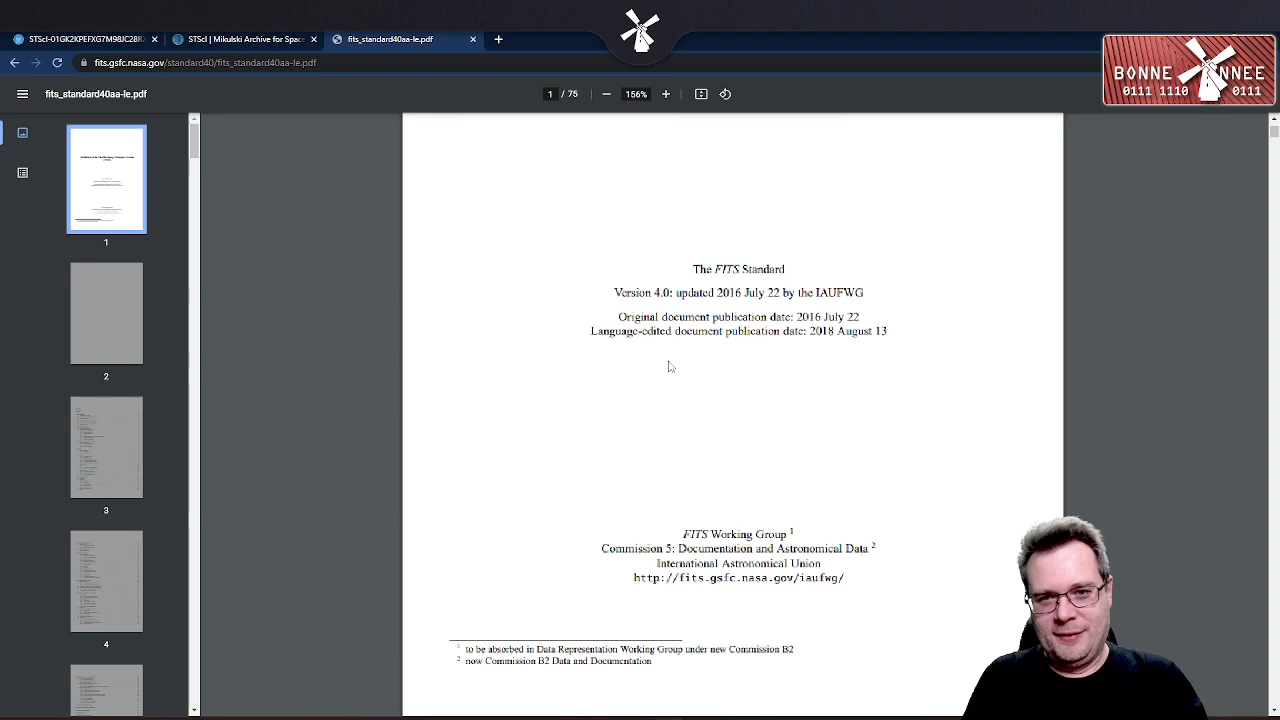 STScI-01GK2KPEFXG7M98JC28R
STScI | Mikulski Archive for Space
fits_standard40aa-le.pdf
fits.gsfc.nasa.gov/
fits_standard40aa-le.pdf
BONNE
NNEE
0111 1110
0111
fits_standard40aa-le.pdf
1 / 75
156%
1
2
3
4
The FITS Standard
Version 4.0: updated 2016 July 22 by the IAUFWG
Original document publication date: 2016 July 22
Language-edited document publication date: 2018 August 13
FITS Working Group 1
Commission 5: Documentation and Astronomical Data 2
International Astronomical Union
http://fits.gsfc.nasa.gov/iaufwg/
1 to be absorbed in Data Representation Working Group under new Commission B2
2 now Commission B2 Data and Documentation